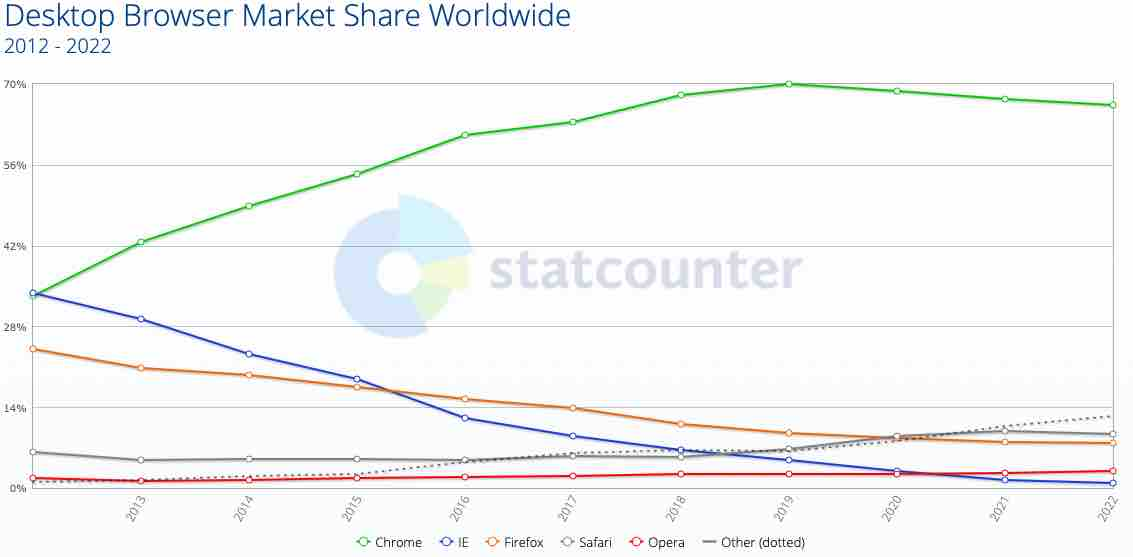 Desktop Browser Market Share Worldwide
2012 - 2022
70%
56%
42%
28%
14%
0%
statcounter
2013 2014 2015 2016 2017 2018 2019 2020 2021 2022
Chrome IE Firefox Safari Opera Other (dotted)